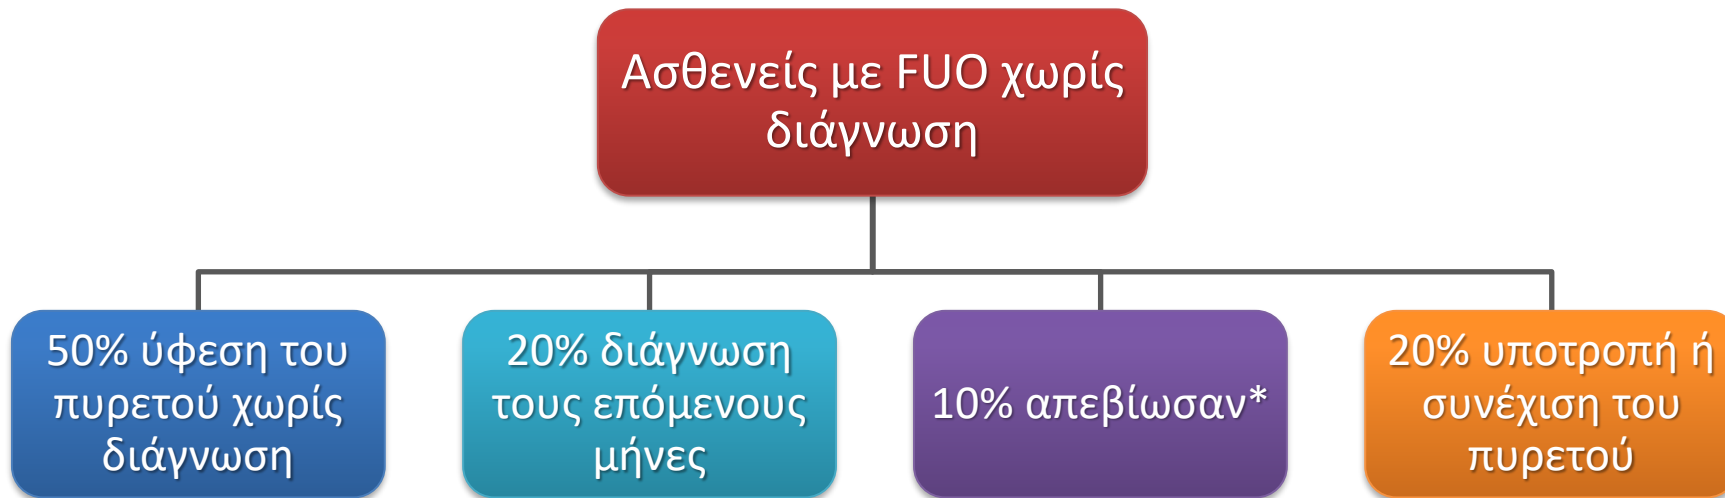 Ασθενείς με FUO χωρίς
διάγνωση
50% ύφεση του
πυρετού χωρίς
διάγνωση
20% διάγνωση
τους επόμενους
μήνες
10% απεβίωσαν*
20% υποτροπή ή
συνέχιση του
πυρετού